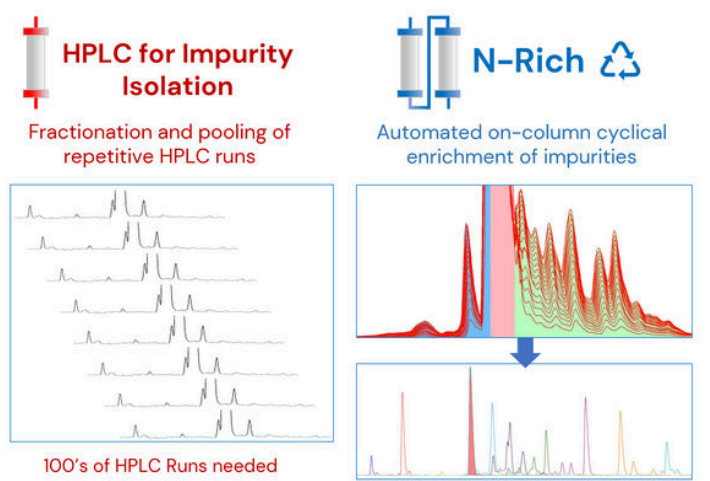 HPLC for Impurity
Isolation
Fractionation and pooling of
repetitive HPLC runs
100's of HPLC Runs needed
N-Rich
Automated on-column cyclical
enrichment of impurities